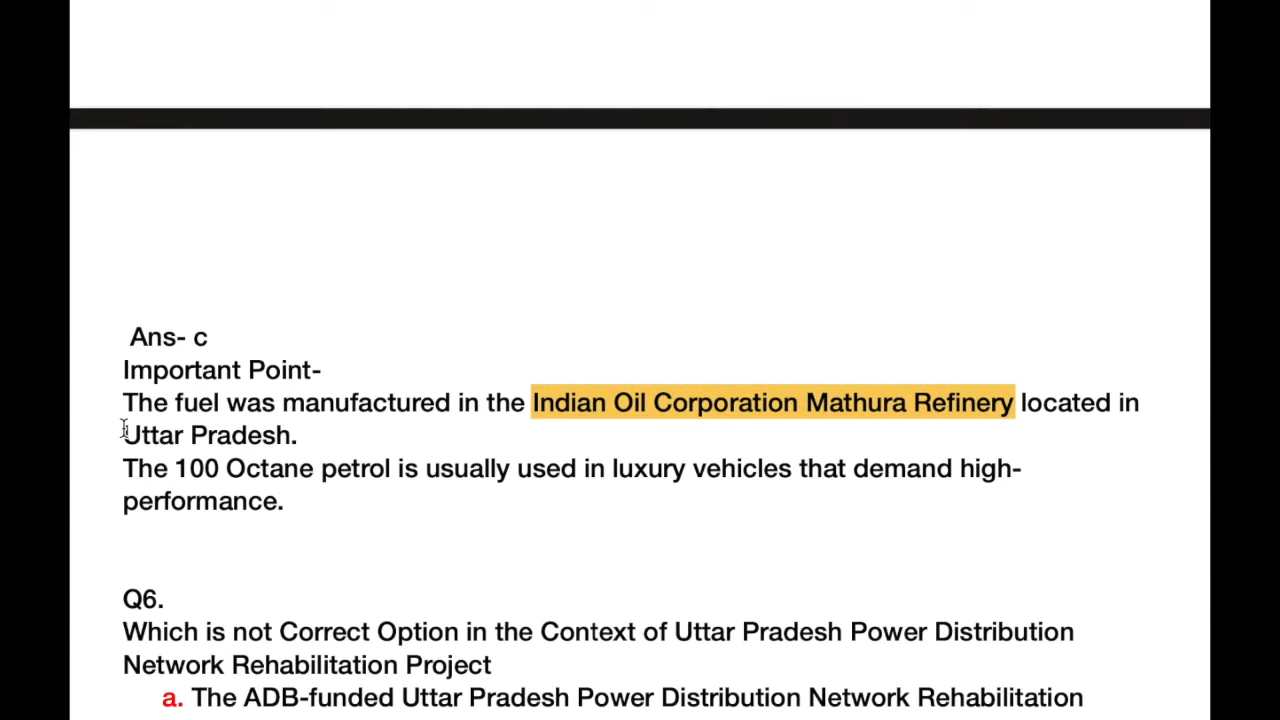 Ans- c
Important Point-
The fuel was manufactured in the Indian Oil Corporation Mathura Refinery located in
Uttar Pradesh.
The 100 Octane petrol is usually used in luxury vehicles that demand high-
performance.
Q6.
Which is not Correct Option in the Context of Uttar Pradesh Power Distribution
Network Rehabilitation Project
a. The ADB-funded Uttar Pradesh Power Distribution Network Rehabilitation